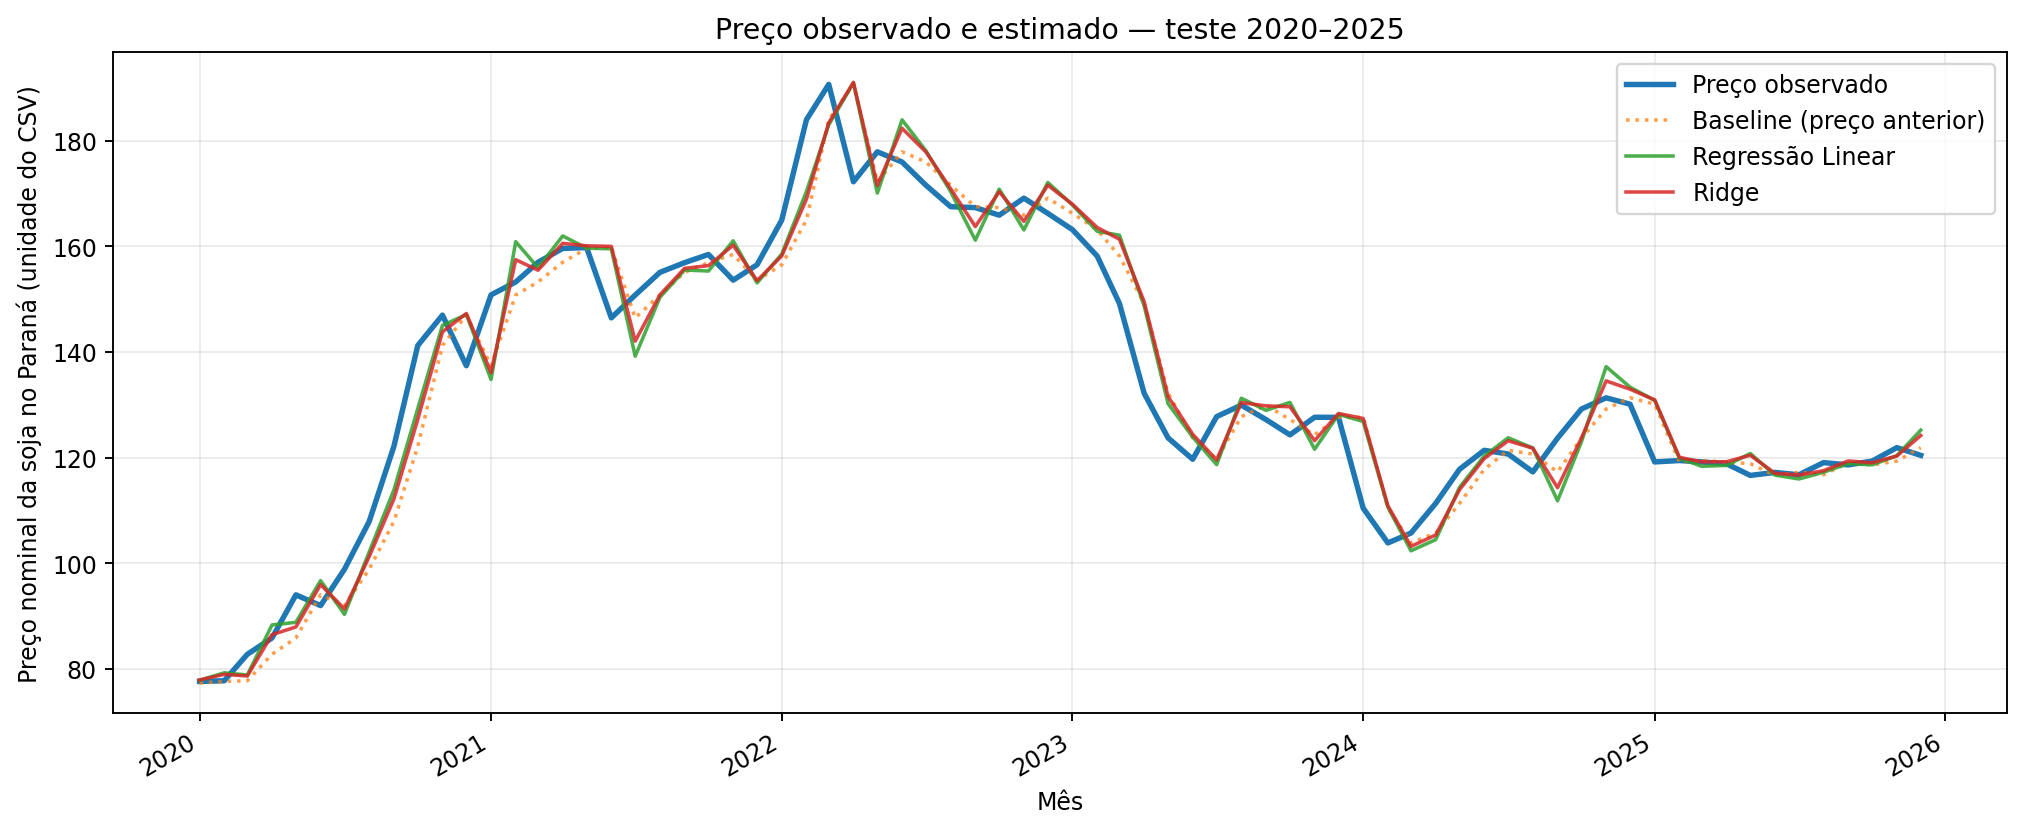 Preço observado e estimado — teste 2020–2025
Preço nominal da soja no Paraná (unidade do CSV)
180
160
140
120
100
80
Preço observado
Baseline (preço anterior)
Regressão Linear
Ridge
2020
2021
2022
2023
2024
2025
2026
Mês